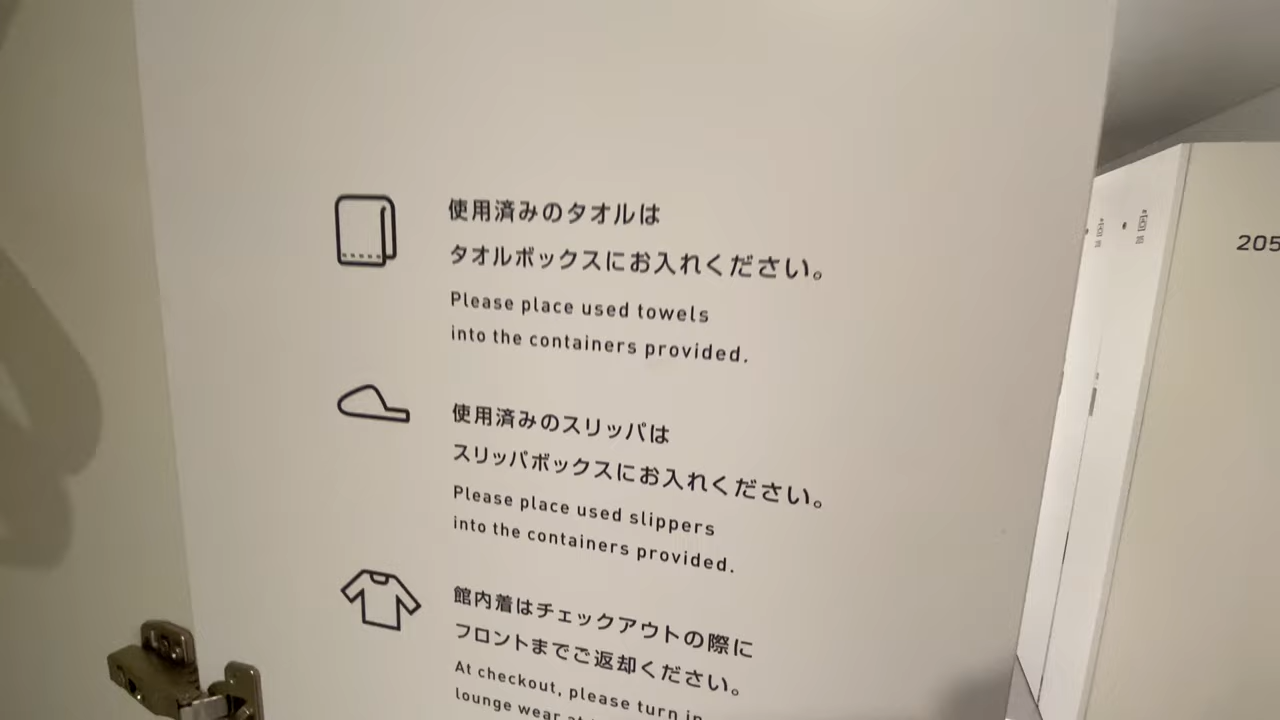 使用済みのタオルは
タオルボックスにお入れください。
Please place used towels
into the containers provided.
使用済みのスリッパは
スリッパボックスにお入れください。
Please place used slippers
into the containers provided.
館内着はチェックアウトの際に
フロントまでご返却ください。
At checkout, please turn in
lounge wear at
205